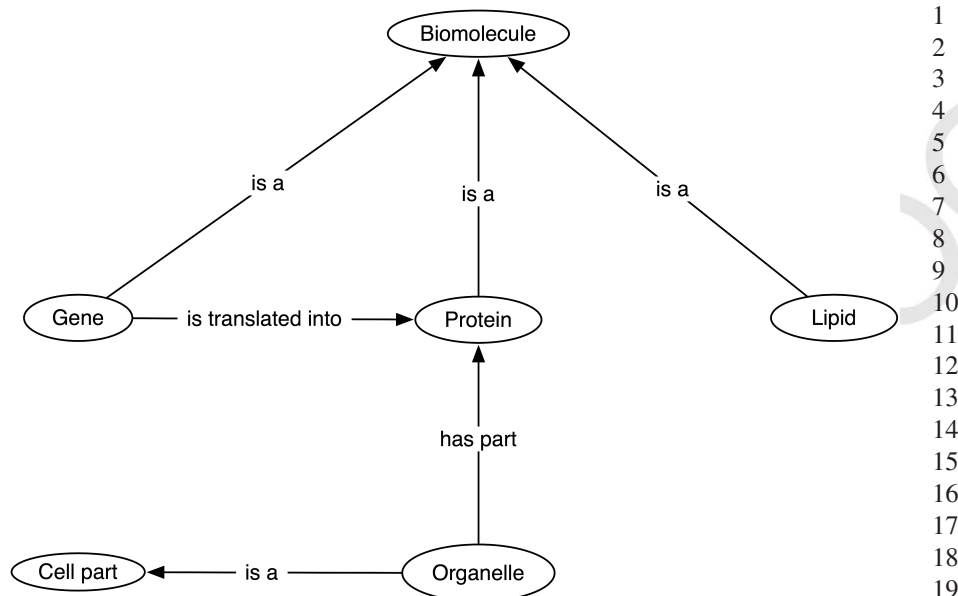 Biomolecule
is a
is a
is a
Gene
is translated into
Protein
Lipid
has part
Cell part
is a
Organelle
1
2
3
4
5
6
7
8
9
10
11
12
13
14
15
16
17
18
19